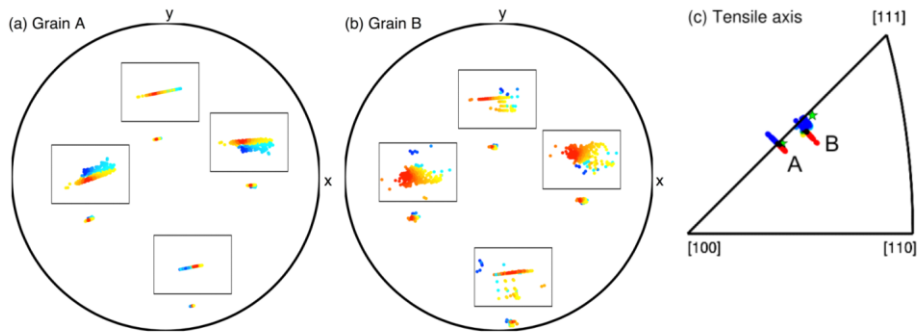 (a) Grain A
y
x
(b) Grain B
y
x
(c) Tensile axis
[111]
A
B
[100]
[110]